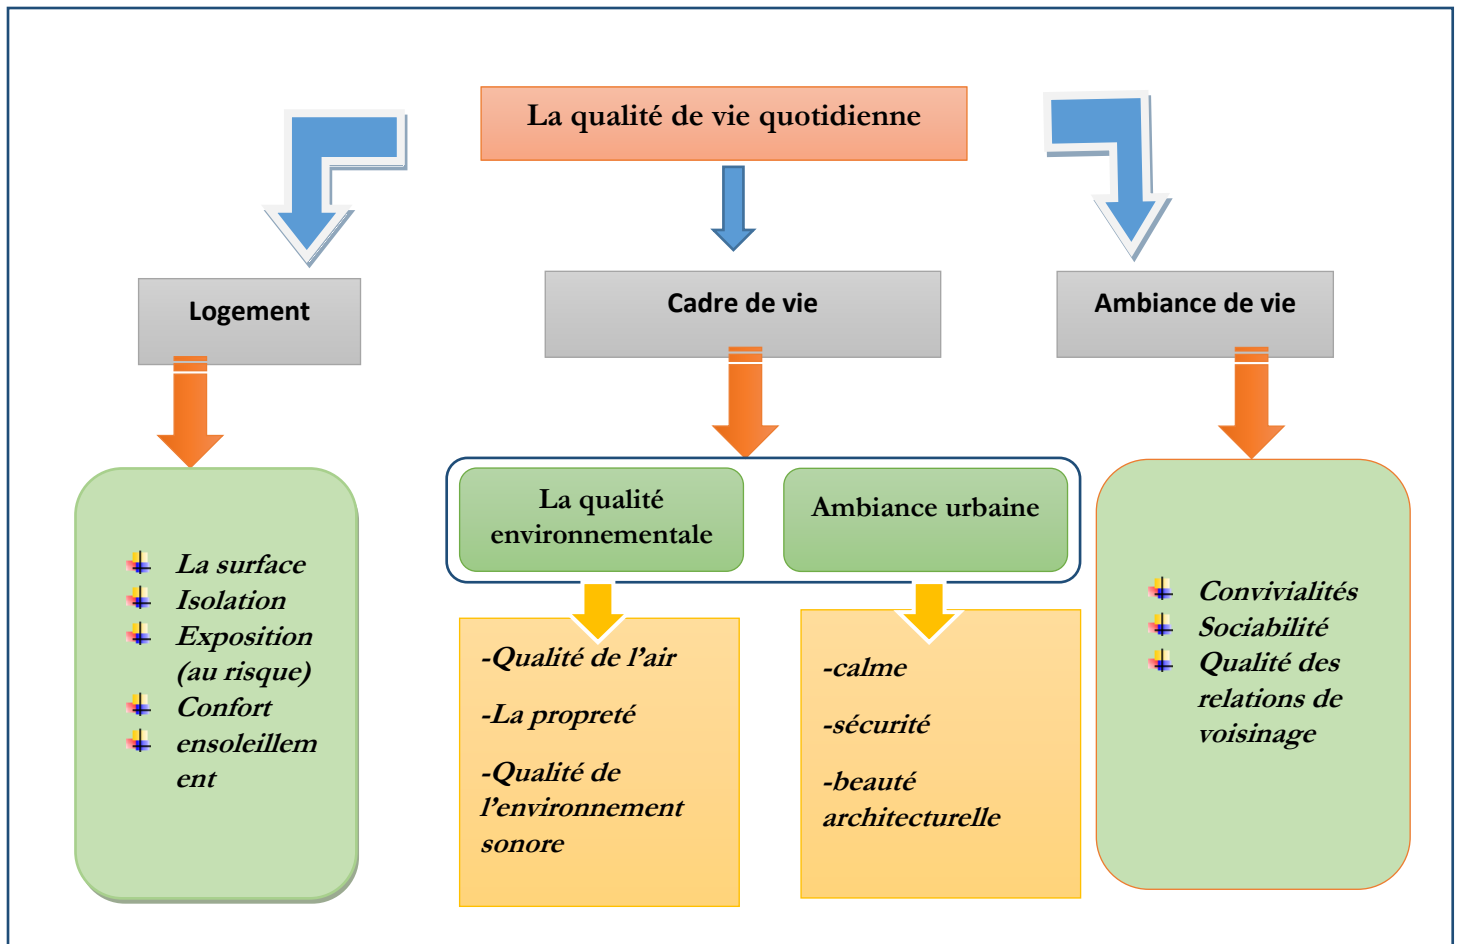 La qualité de vie quotidienne
Logement
Cadre de vie
Ambiance de vie
La surface
Isolation
Exposition
(au risque)
Confort
ensoleillem
ent
La qualité
environnementale
Ambiance urbaine
-Qualité de l’air
-La propreté
-Qualité de
l’environnement
sonore
-calme
-sécurité
-beauté
architecturelle
Convivialités
Sociabilité
Qualité des
relations de
voisinage